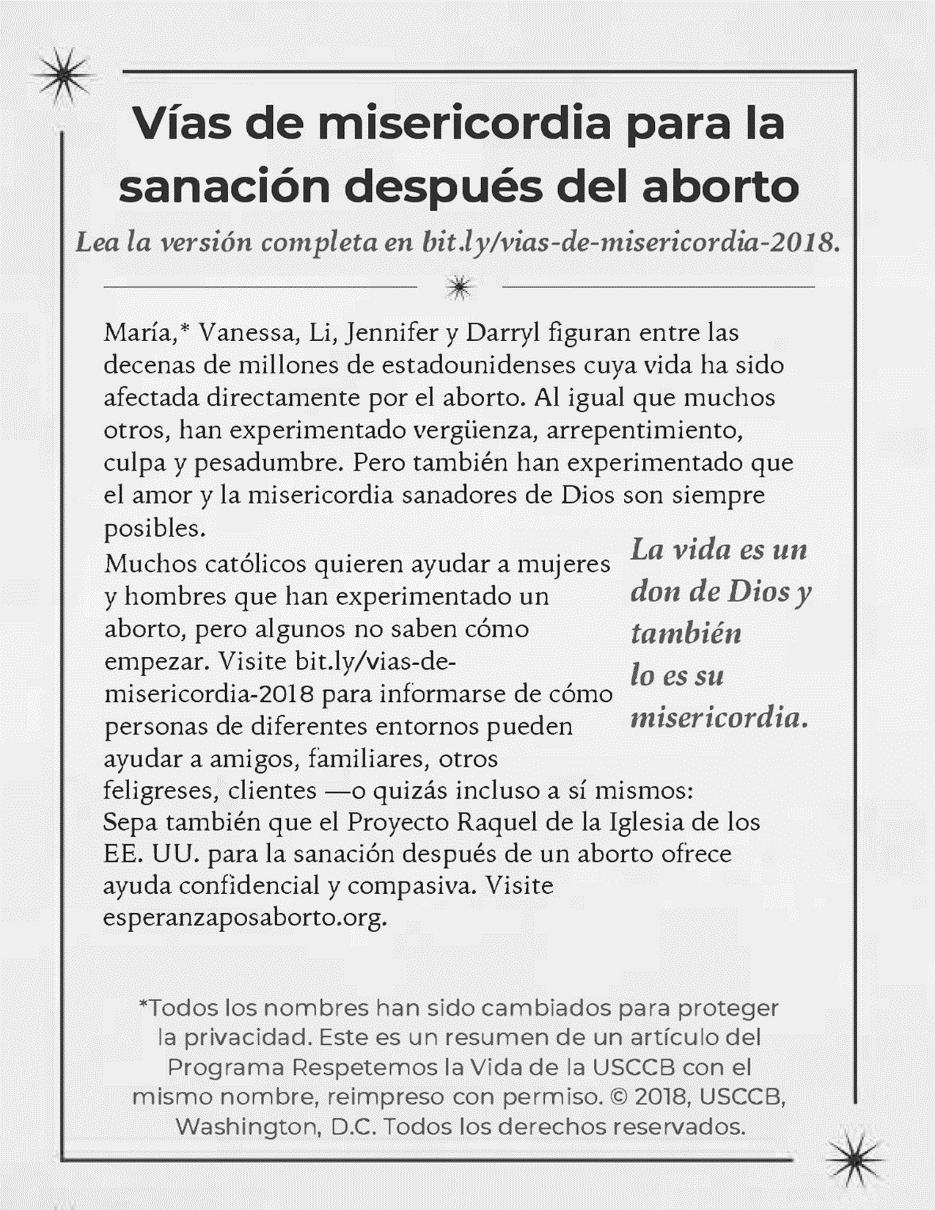 Vías de misericordia para la
sanación después del aborto
Lea la versión completa en bit.ly/vias-de-misericordia-2018.
María,* Vanessa, Li, Jennifer y Darryl figuran entre las
decenas de millones de estadounidenses cuya vida ha sido
afectada directamente por el aborto. Al igual que muchos
otros, han experimentado vergüenza, arrepentimiento,
culpa y pesadumbre. Pero también han experimentado que
el amor y la misericordia sanadores de Dios son siempre
posibles.
Muchos católicos quieren ayudar a mujeres
y hombres que han experimentado un
aborto, pero algunos no saben cómo
empezar. Visite bit.ly/vias-de-
misericordia-2018 para informarse de cómo
personas de diferentes entornos pueden
ayudar a amigos, familiares, otros
feligreses, clientes —o quizás incluso a sí mismos:
Sepa también que el Proyecto Raquel de la Iglesia de los
EE. UU. para la sanación después de un aborto ofrece
ayuda confidencial y compasiva. Visite
esperanzaposaborto.org.
La vida es un
don de Dios y
también
lo es su
misericordia.
*Todos los nombres han sido cambiados para proteger
la privacidad. Este es un resumen de un artículo del
Programa Respetemos la Vida de la USCCB con el
mismo nombre, reimpreso con permiso. © 2018, USCCB,
Washington, D.C. Todos los derechos reservados.